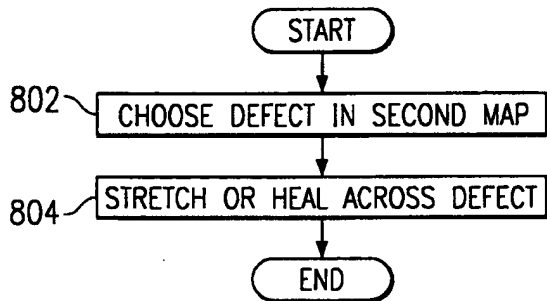 START
802
CHOOSE DEFECT IN SECOND MAP
804
STRETCH OR HEAL ACROSS DEFECT
END